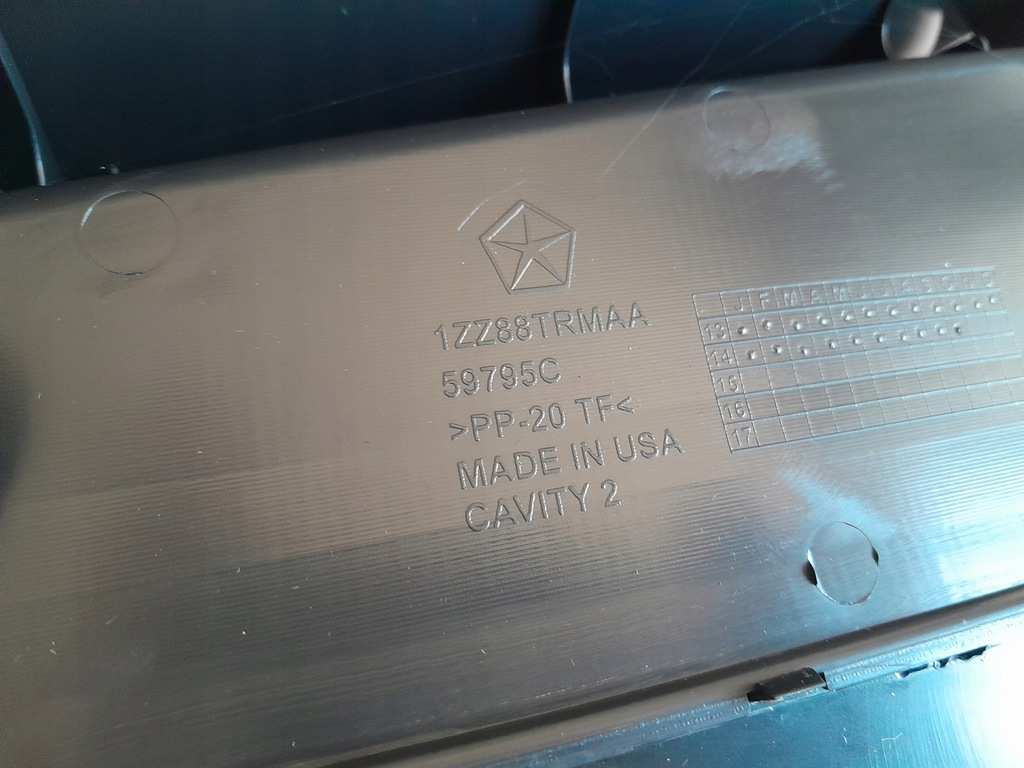 1ZZ88TRMAA
59795C
>PP-20 TF<
MADE IN USA
CAVITY 2
J F M A M J J A S O N D
13
14
15
16
17